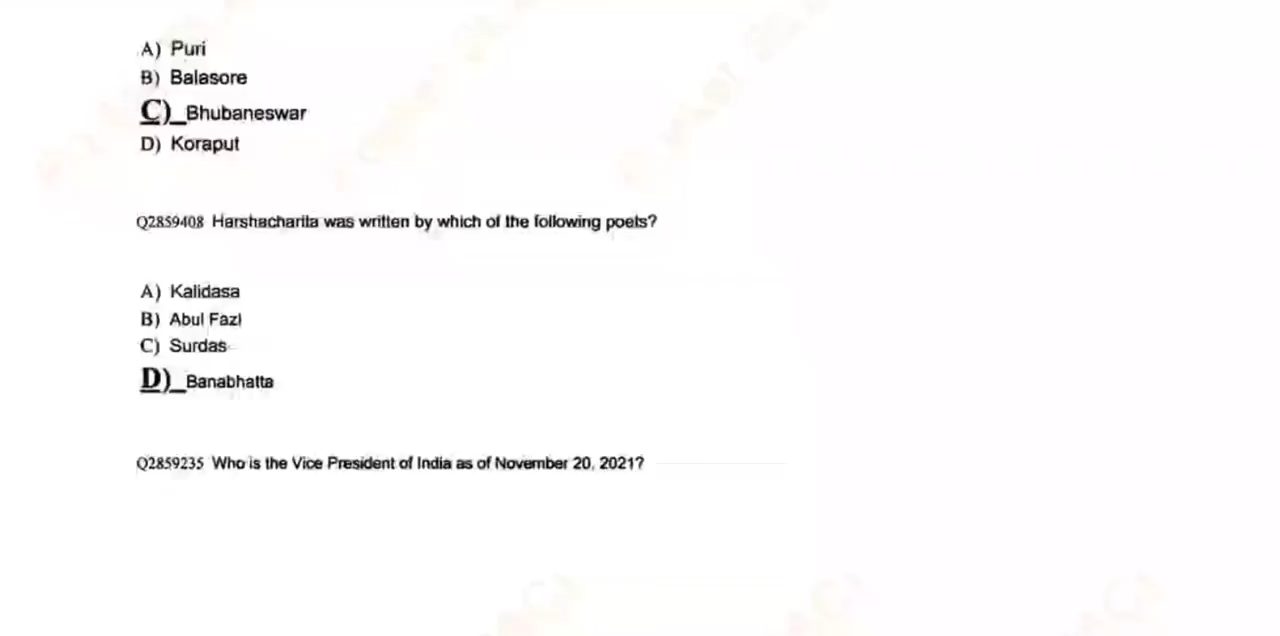 A) Puri
B) Balasore
C)_Bhubaneswar
D) Koraput
Q2859408 Harshacharita was written by which of the following poets?
A) Kalidasa
B) Abul Fazl
C) Surdas
D)_Banabhatta
Q2859235 Who is the Vice President of India as of November 20, 2021?